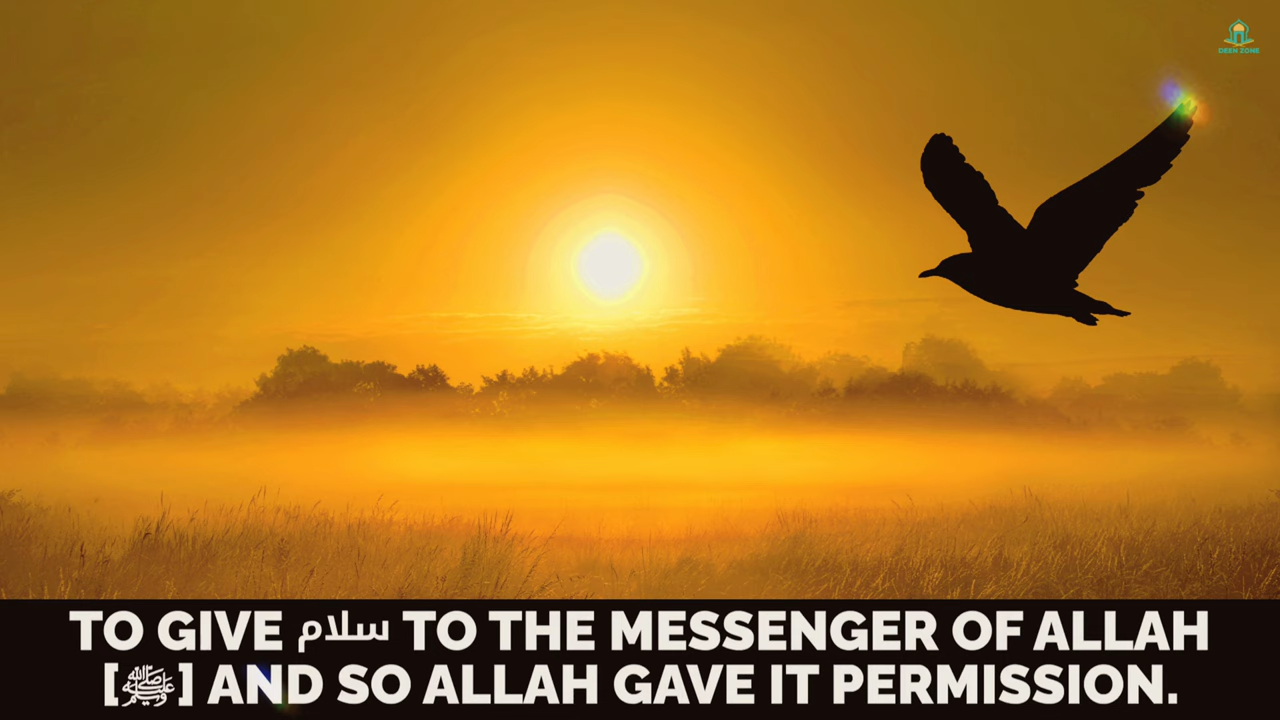 DEEN ZONE
TO GIVE سلام TO THE MESSENGER OF ALLAH
[ﷺ] AND SO ALLAH GAVE IT PERMISSION.